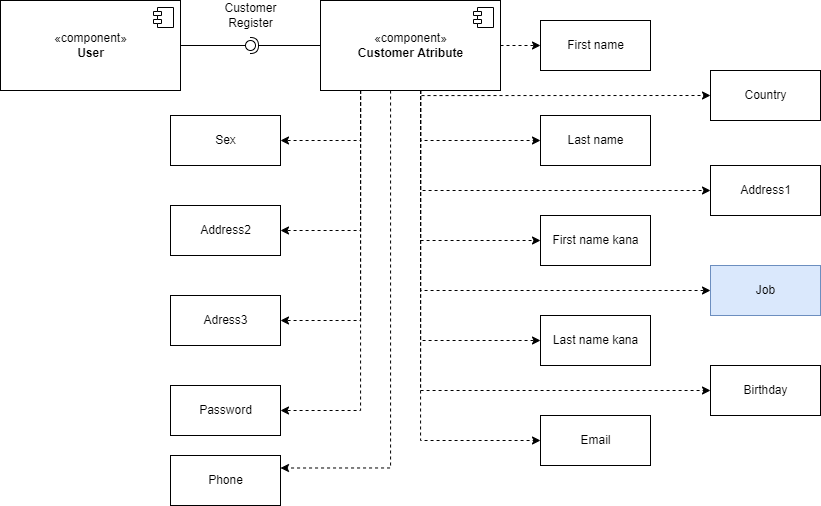 Customer
Register
«component»
User
«component»
Customer Atribute
First name
Country
Sex
Last name
Address1
Address2
First name kana
Job
Adress3
Last name kana
Birthday
Password
Email
Phone